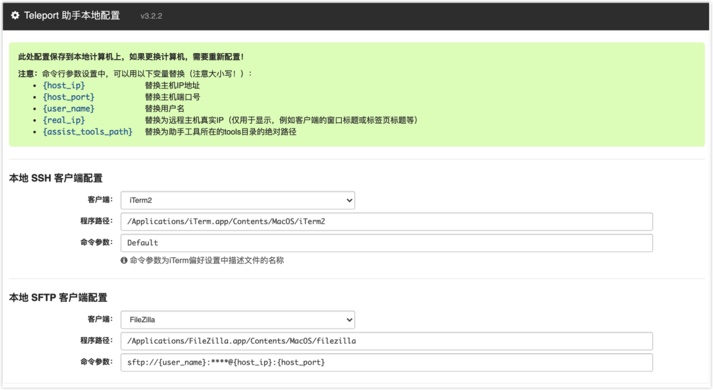 Teleport 助手本地配置 v3.2.2
此处配置保存到本地计算机上，如果更换计算机，需要重新配置！
注意：命令行参数设置中，可以用以下变量替换（注意大小写！）：
{host_ip} 替换主机IP地址
{host_port} 替换主机端口号
{user_name} 替换用户名
{real_ip} 替换为远程主机真实IP（仅用于显示，例如客户端的窗口标题或标签页标题等）
{assist_tools_path} 替换为助手工具所在的tools目录的绝对路径
本地 SSH 客户端配置
客户端： iTerm2
程序路径： /Applications/iTerm.app/Contents/MacOS/iTerm2
命令参数： Default
命令参数为iTerm偏好设置中描述文件的名称
本地 SFTP 客户端配置
客户端： FileZilla
程序路径： /Applications/FileZilla.app/Contents/MacOS/filezilla
命令参数： sftp://{user_name}:****@{host_ip}:{host_port}